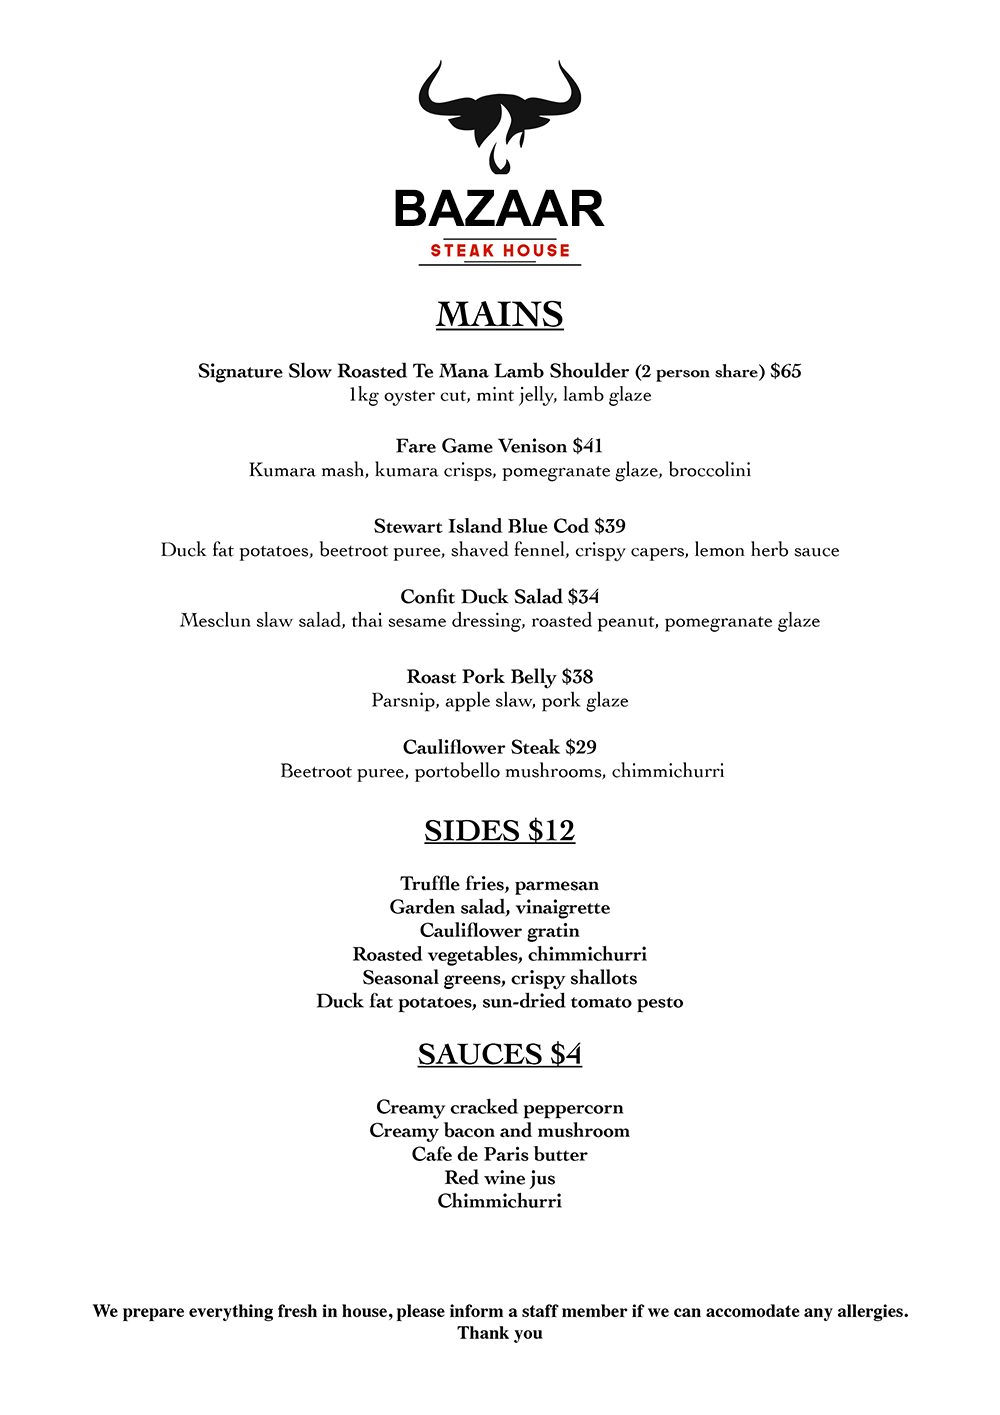 BAZAAR
STEAK HOUSE
MAINS
Signature Slow Roasted Te Mana Lamb Shoulder (2 person share) $65
1kg oyster cut, mint jelly, lamb glaze
Fare Game Venison $41
Kumara mash, kumara crisps, pomegranate glaze, broccolini
Stewart Island Blue Cod $39
Duck fat potatoes, beetroot puree, shaved fennel, crispy capers, lemon herb sauce
Confit Duck Salad $34
Mesclun slaw salad, thai sesame dressing, roasted peanut, pomegranate glaze
Roast Pork Belly $38
Parsnip, apple slaw, pork glaze
Cauliflower Steak $29
Beetroot puree, portobello mushrooms, chimmichurri
SIDES $12
Truffle fries, parmesan
Garden salad, vinaigrette
Cauliflower gratin
Roasted vegetables, chimmichurri
Seasonal greens, crispy shallots
Duck fat potatoes, sun-dried tomato pesto
SAUCES $4
Creamy cracked peppercorn
Creamy bacon and mushroom
Cafe de Paris butter
Red wine jus
Chimmichurri
We prepare everything fresh in house, please inform a staff member if we can accomodate any allergies.
Thank you